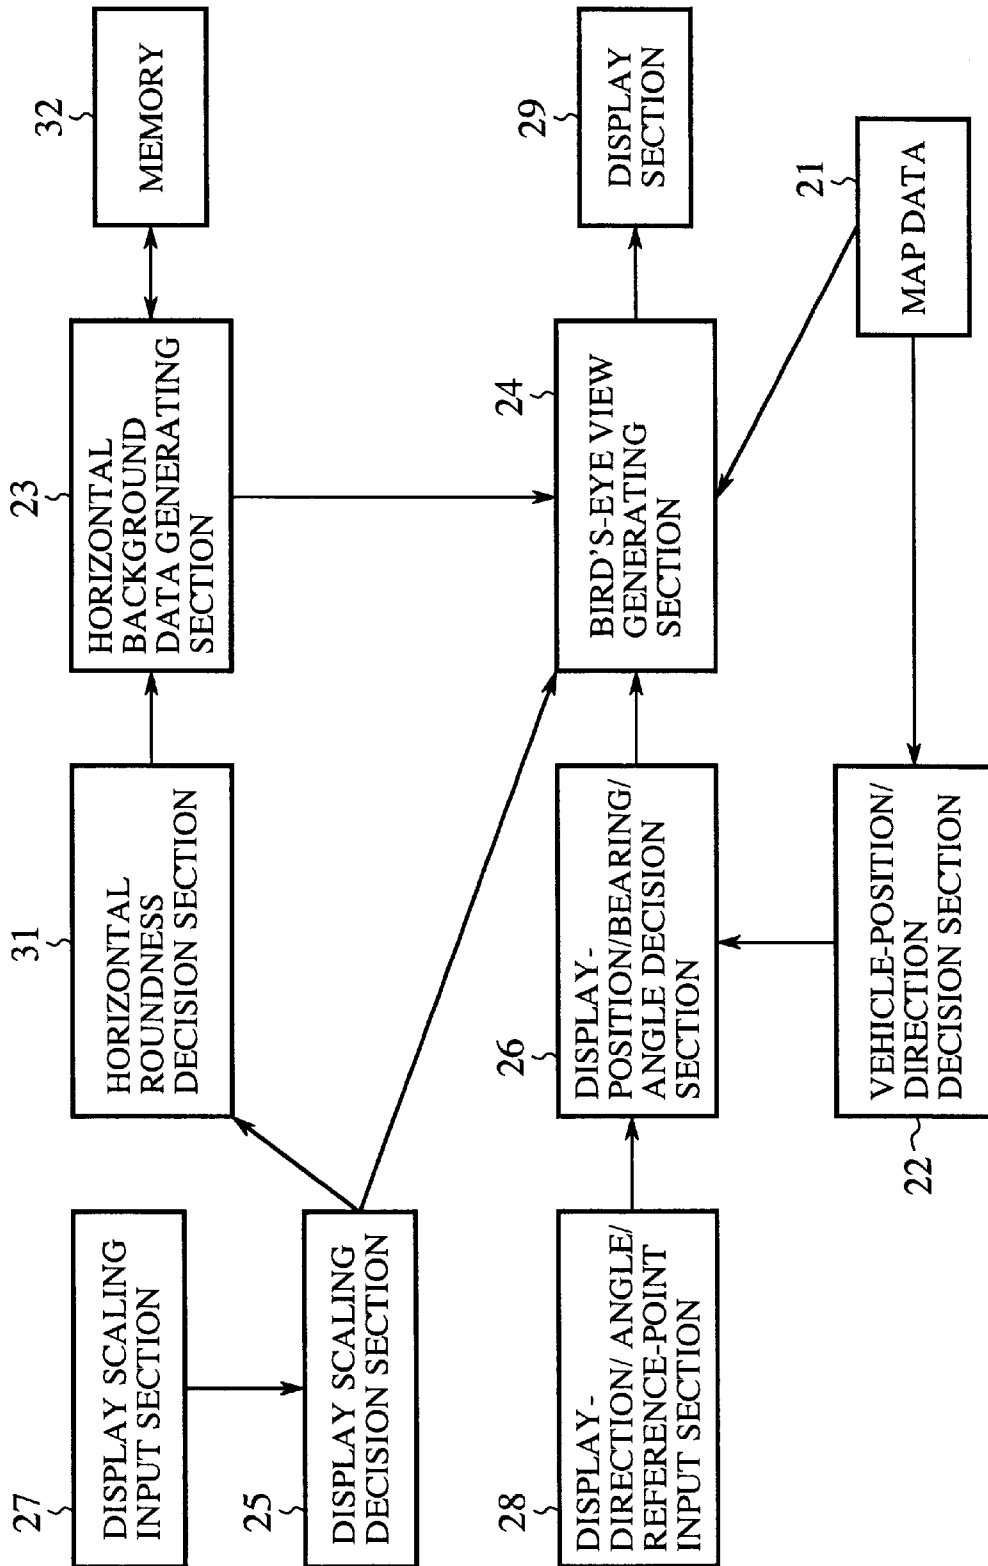 27
DISPLAY SCALING
INPUT SECTION
25
DISPLAY SCALING
DECISION SECTION
31
HORIZONTAL
ROUNDNESS
DECISION SECTION
23
HORIZONTAL
BACKGROUND
DATA GENERATING
SECTION
32
MEMORY
28
DISPLAY-
DIRECTION/ ANGLE/
REFERENCE-POINT
INPUT SECTION
26
DISPLAY-
POSITION/BEARING/
ANGLE DECISION
SECTION
24
BIRD'S-EYE VIEW
GENERATING
SECTION
29
DISPLAY
SECTION
22
VEHICLE-POSITION/
DIRECTION
DECISION SECTION
21
MAP DATA